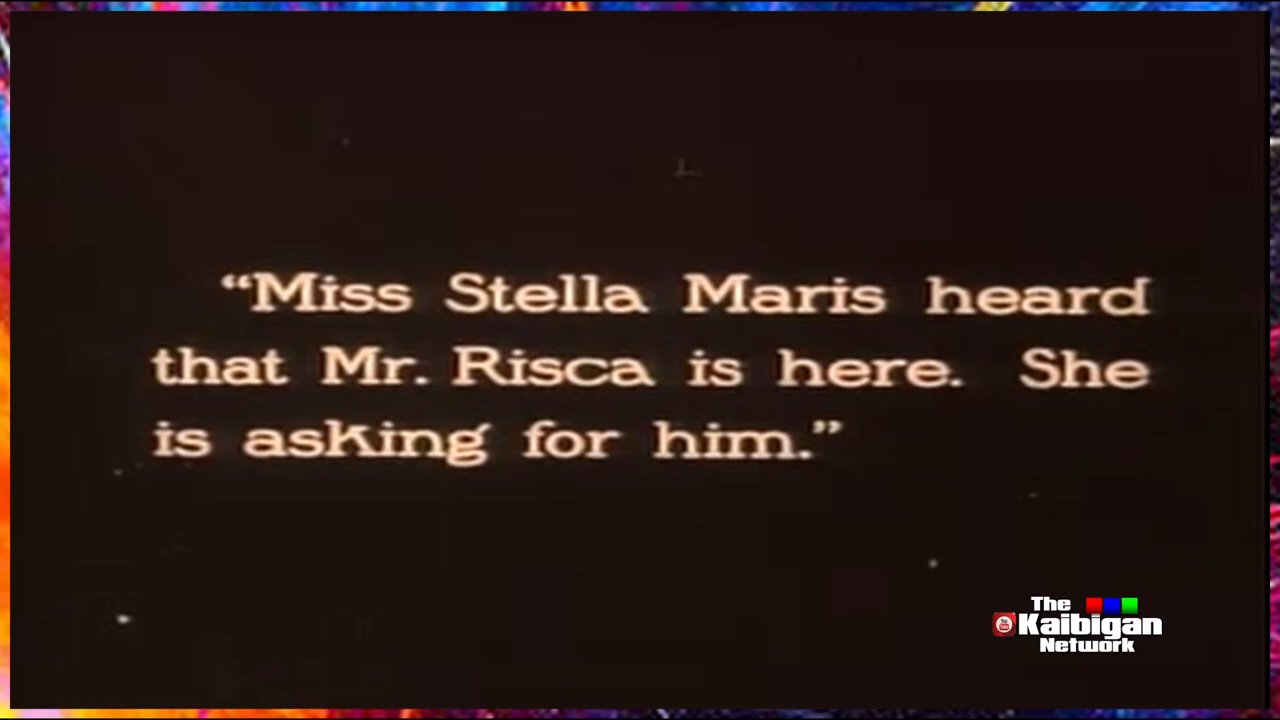 “Miss Stella Maris heard
that Mr. Risca is here. She
is asking for him.”
The
Kaibigan
Network